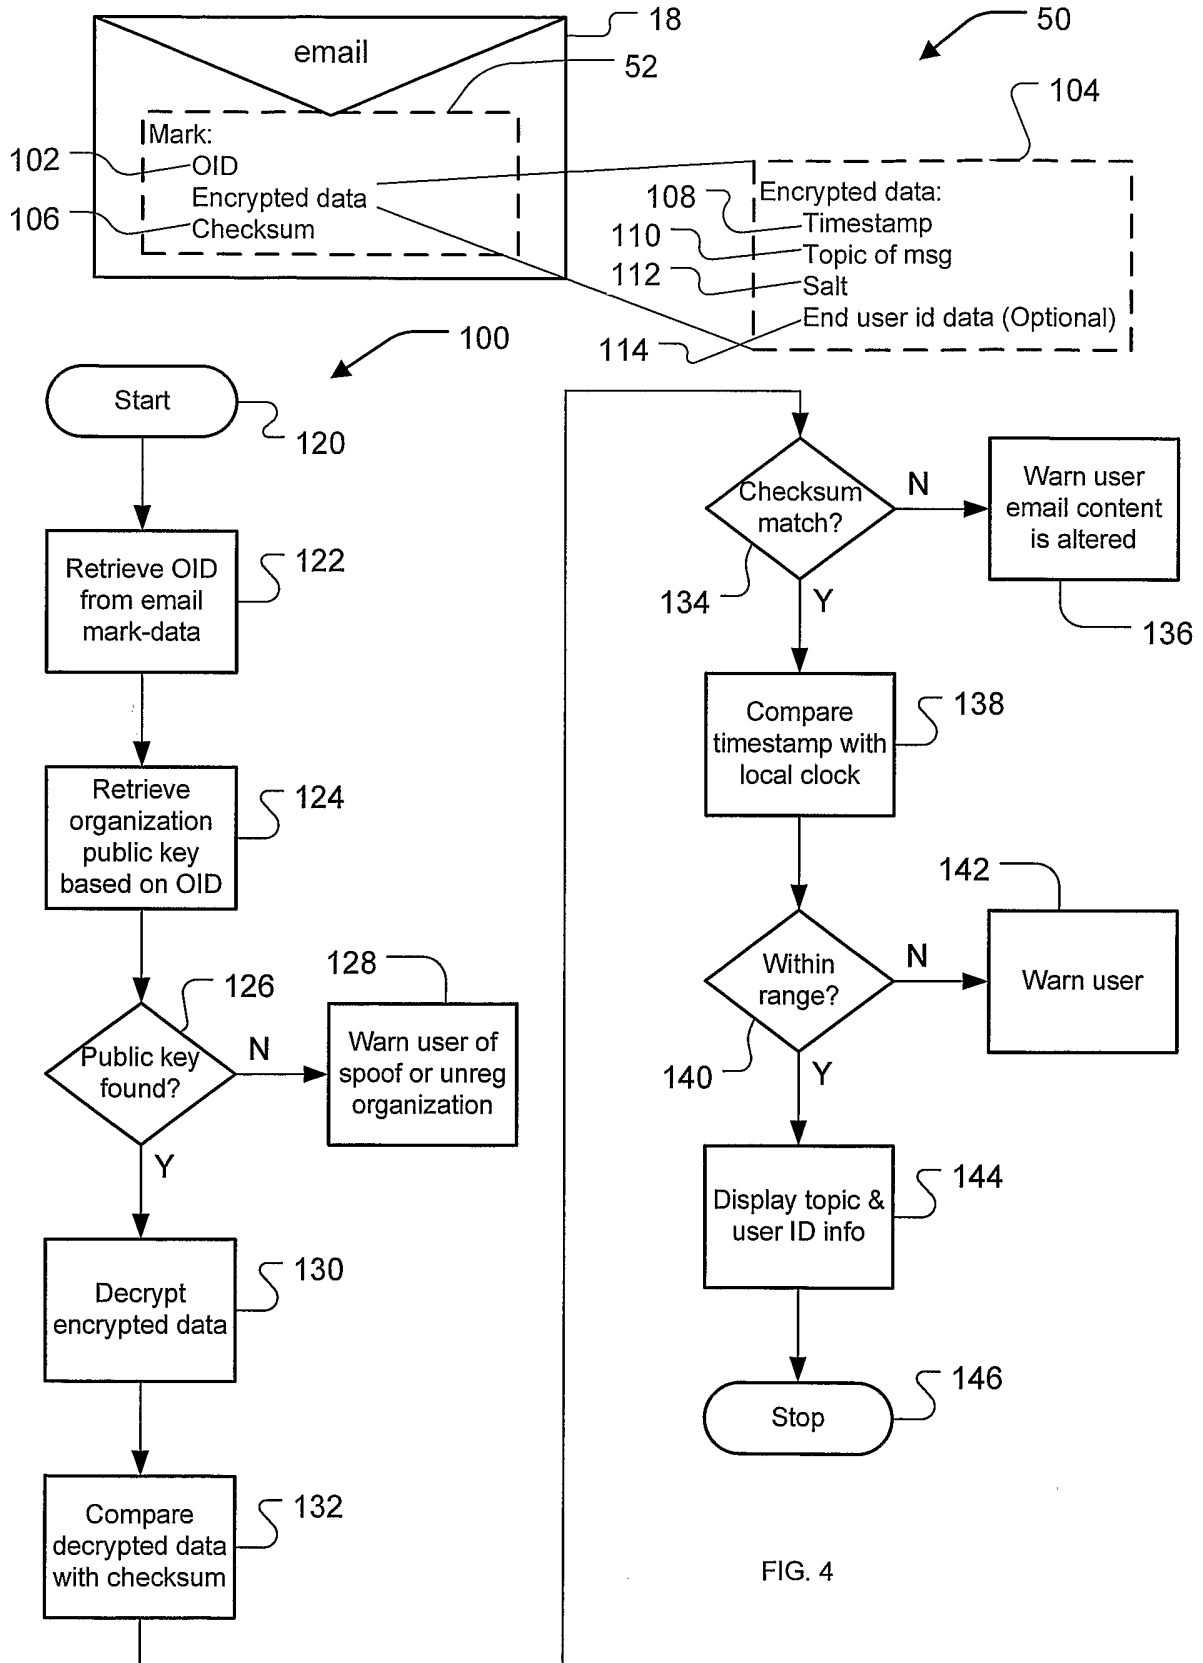 18
50
email
52
104
Mark:
102
OID
Encrypted data
106
Checksum
Encrypted data:
108
Timestamp
110
Topic of msg
112
Salt
End user id data (Optional)
114
100
Start
120
Retrieve OID
from email
mark-data
122
Retrieve
organization
public key
based on OID
124
126
Public key
found?
N
128
Warn user of
spoof or unreg
organization
Y
Decrypt
encrypted data
130
Compare
decrypted data
with checksum
132
Checksum
match?
N
Warn user
email content
is altered
134
Y
136
Compare
timestamp with
local clock
138
142
Within
range?
N
Warn user
140
Y
Display topic &
user ID info
144
Stop
146
FIG. 4